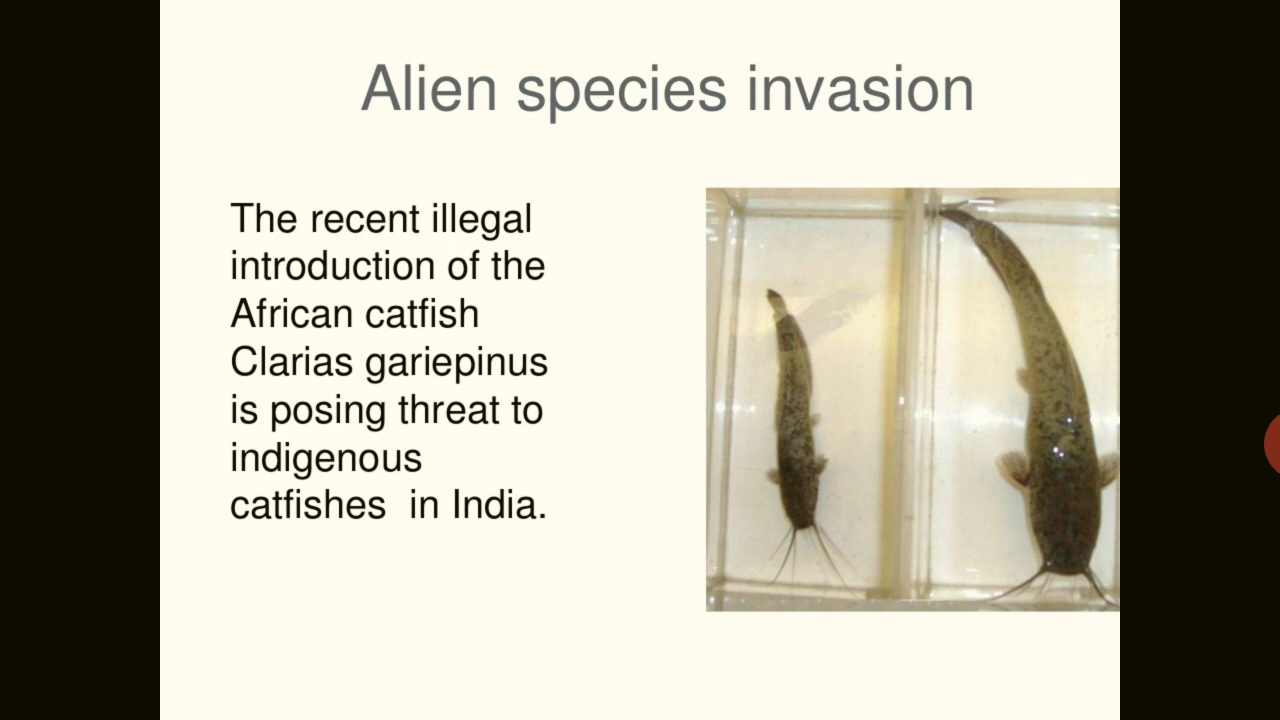 Alien species invasion
The recent illegal
introduction of the
African catfish
Clarias gariepinus
is posing threat to
indigenous
catfishes  in India.